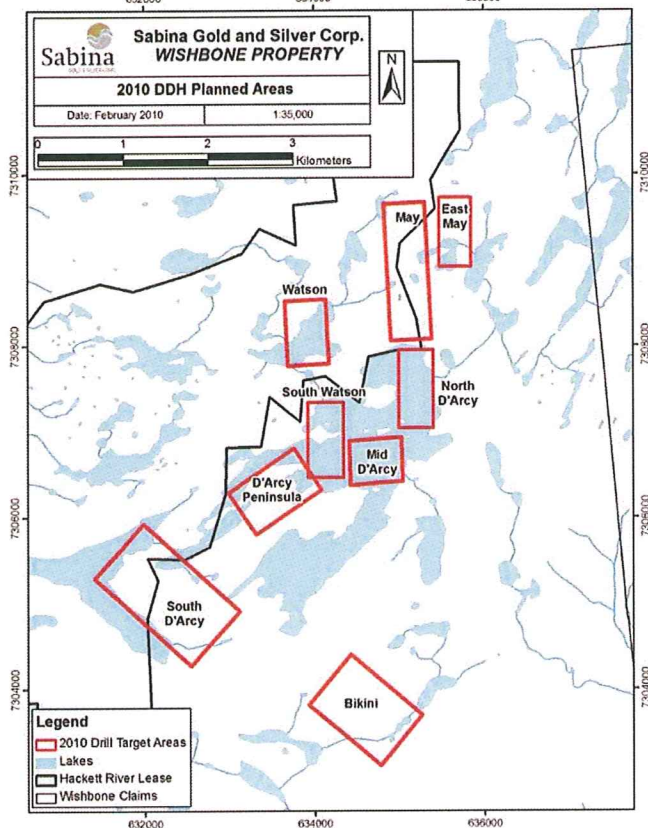 Sabina
Sabina Gold and Silver Corp.
WISHBONE PROPERTY
2010 DDH Planned Areas
Date: February 2010
1:35,000
0 1 2 3
Kilometers
N
7310000
7310000
May
East
May
Watson
7308000
7308000
South Watson
North
D'Arcy
Mid
D'Arcy
D'Arcy
Peninsula
7306000
7306000
South
D'Arcy
Bikini
7304000
7304000
Legend
2010 Drill Target Areas
Lakes
Hackett River Lease
Wishbone Claims
632000
634000
636000